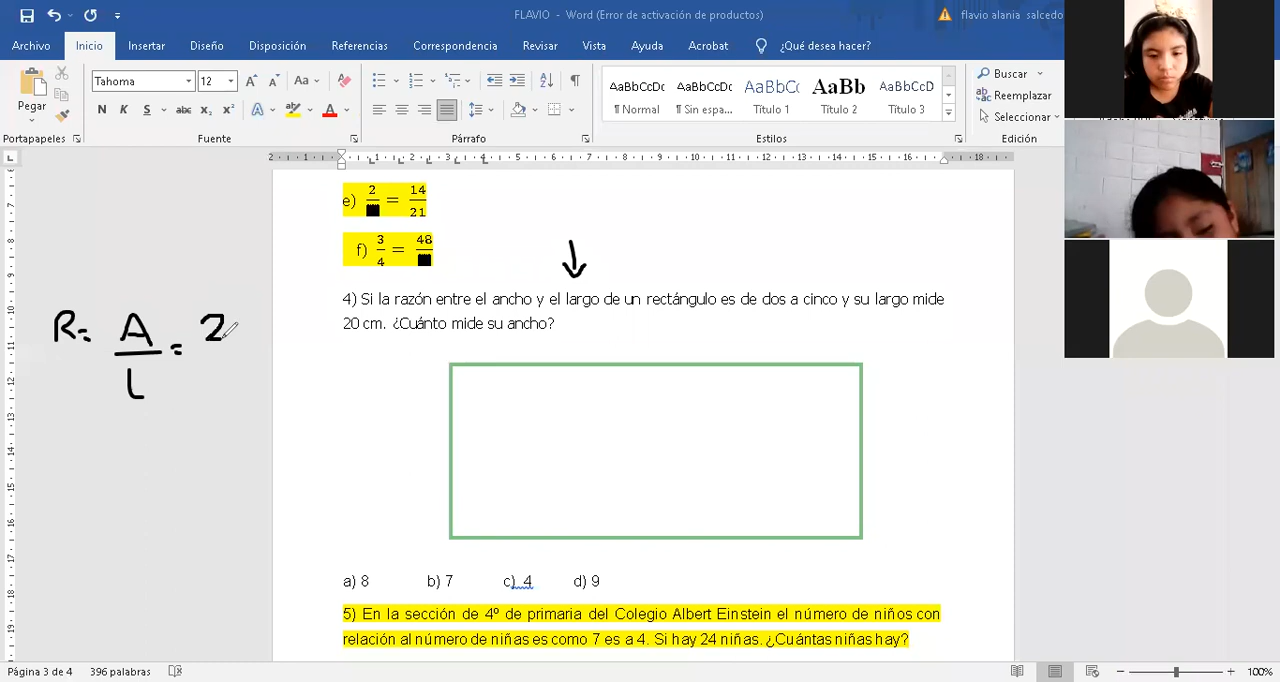 FLAVIO - Word (Error de activación de productos)
flavio alania salcedo
Archivo Inicio Insertar Diseño Disposición Referencias Correspondencia Revisar Vista Ayuda Acrobat ¿Qué desea hacer?
Pegar
Tahoma 12
N K S abc x₂ x²
AaBbCcDc AaBbCcDc AaBbC( AaBb AaBbCcD
¶ Normal ¶ Sin espa... Título 1 Título 2 Título 3
Buscar
Reemplazar
Seleccionar
Portapapeles Fuente Párrafo Estilos Edición
e) 2/■ = 14/21
f) 3/4 = 48/■
4) Si la razón entre el ancho y el largo de un rectángulo es de dos a cinco y su largo mide
20 cm. ¿Cuánto mide su ancho?
R= A/L = 2
a) 8 b) 7 c) 4 d) 9
5) En la sección de 4º de primaria del Colegio Albert Einstein el número de niños con
relación al número de niñas es como 7 es a 4. Si hay 24 niñas. ¿Cuántas niñas hay?
Página 3 de 4 396 palabras 100%